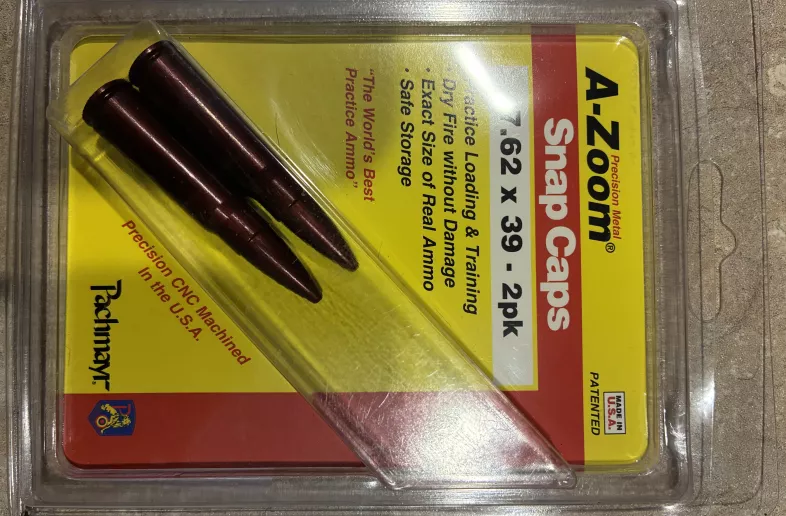 A-Zoom®
Precision Metal
Snap Caps
7.62 x 39 - 2pk
MADE IN
U.S.A.
PATENTED
Practice Loading & Training
Dry Fire without Damage
• Exact Size of Real Ammo
• Safe Storage
"The World's Best
Practice Ammo"
Precision CNC Machined
In the U.S.A.
Pachmayr